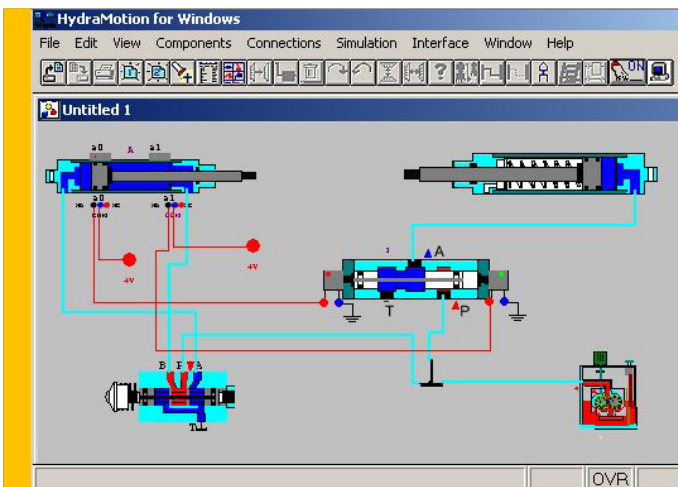 HydraMotion for Windows
File Edit View Components Connections Simulation Interface Window Help
ON
Untitled 1
a0 A a1
a0 a1
+V
+V
A
T P
B P A
T
OVR